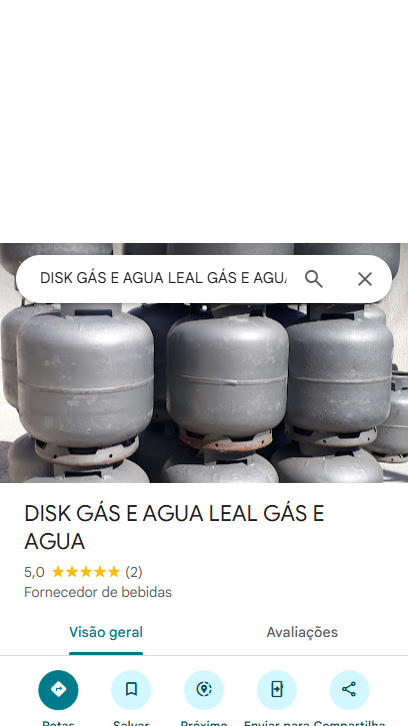 DISK GÁS E AGUA LEAL GÁS E AGUA
DISK GÁS E AGUA LEAL GÁS E
AGUA
5,0 (2)
Fornecedor de bebidas
Visão geral
Avaliações
Rotas Salvar Próximo Enviar para Compartilha